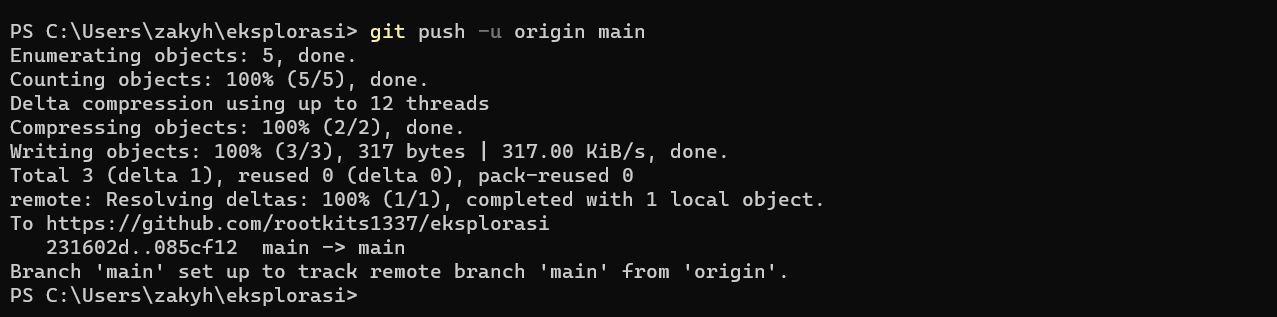 PS C:\Users\zakyh\eksplorasi> git push -u origin main
Enumerating objects: 5, done.
Counting objects: 100% (5/5), done.
Delta compression using up to 12 threads
Compressing objects: 100% (2/2), done.
Writing objects: 100% (3/3), 317 bytes | 317.00 KiB/s, done.
Total 3 (delta 1), reused 0 (delta 0), pack-reused 0
remote: Resolving deltas: 100% (1/1), completed with 1 local object.
To https://github.com/rootkits1337/eksplorasi
   231602d..085cf12  main -> main
Branch 'main' set up to track remote branch 'main' from 'origin'.
PS C:\Users\zakyh\eksplorasi>